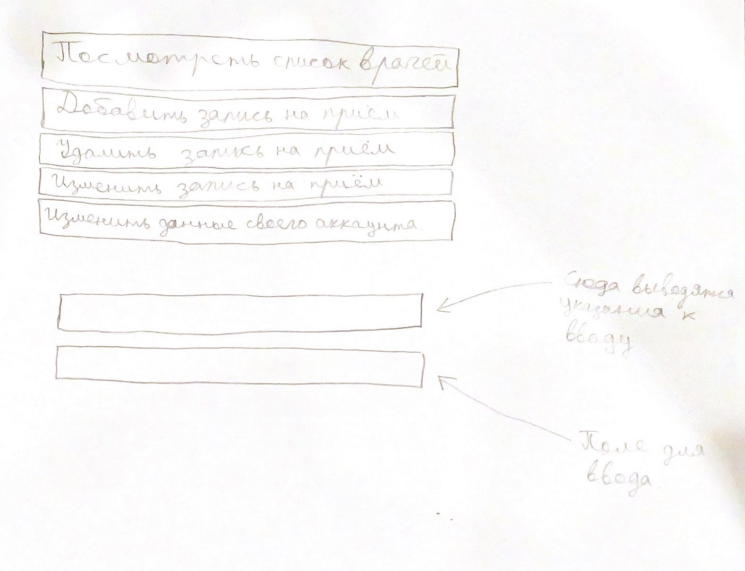 Посмотреть список врачей
Добавить запись на приём
Удалить запись на приём
Изменить запись на приём
Изменить данные своего аккаунта.
Сюда выводятся
указания к
вводу
Поле для
ввода.